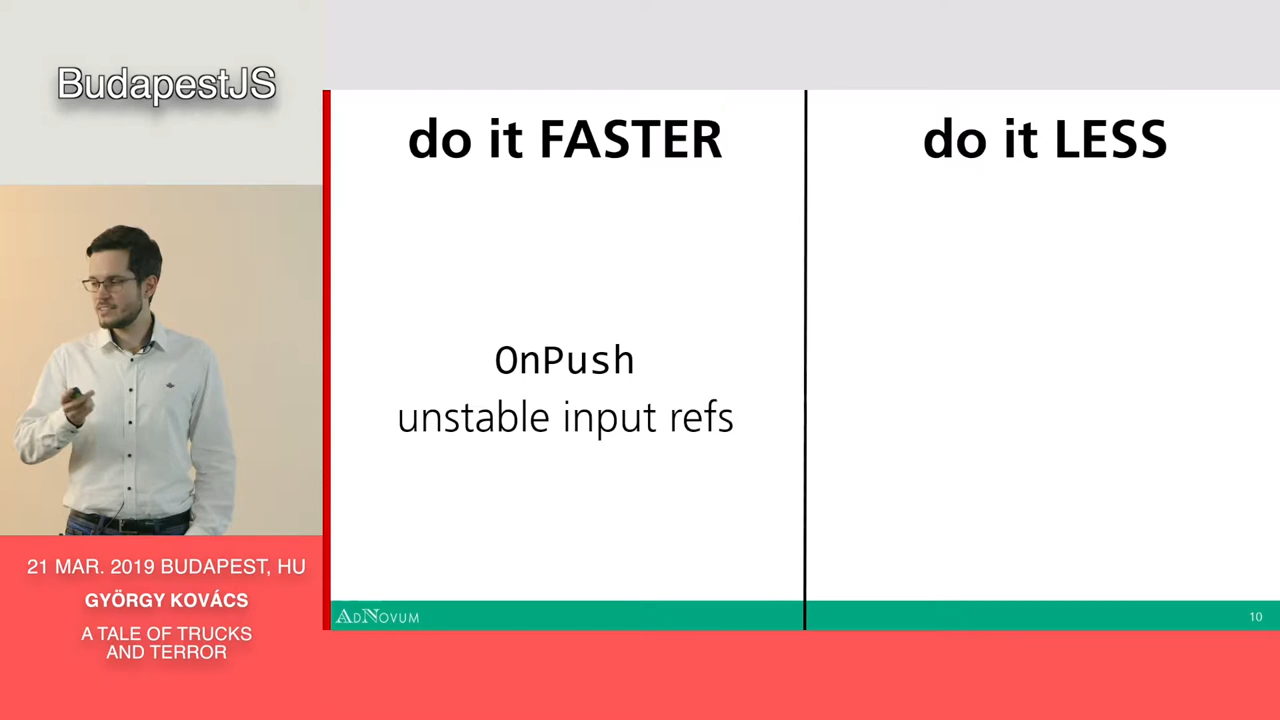 BudapestJS
do it FASTER
do it LESS
OnPush
unstable input refs
21 MAR. 2019 BUDAPEST, HU
GYÖRGY KOVÁCS
A TALE OF TRUCKS
AND TERROR
ADNOVUM
10